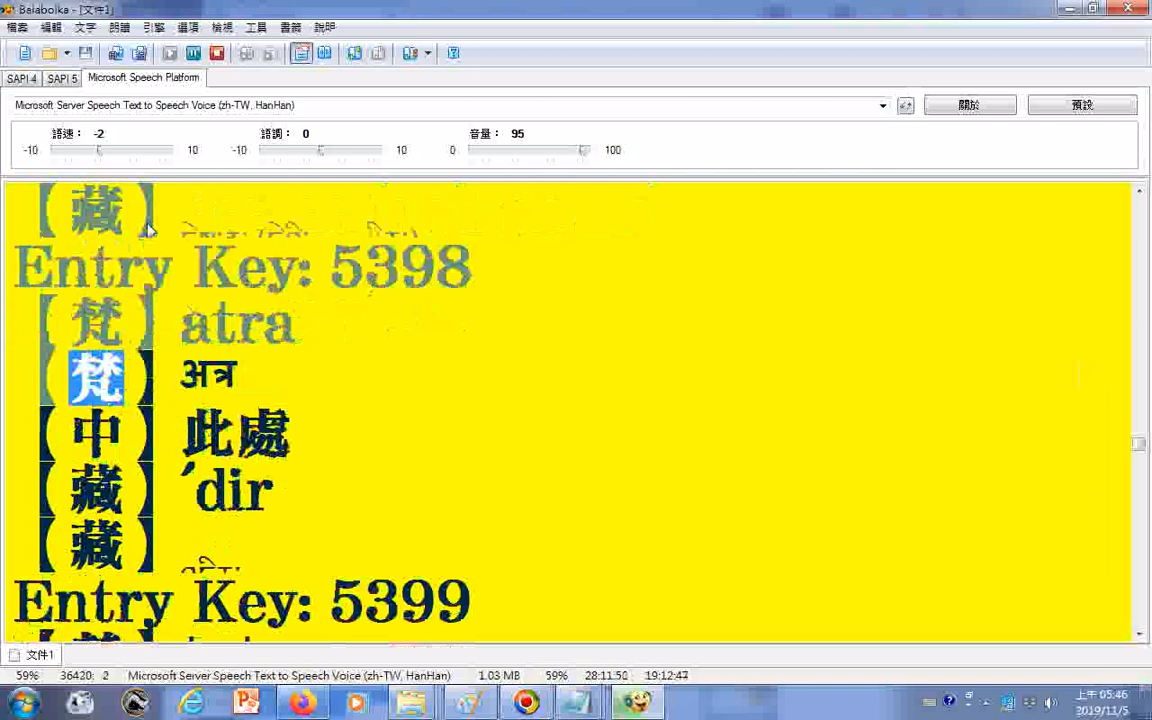 Balabolka - [文件1]
檔案 編輯 文字 朗讀 引擎 選項 檢視 工具 書籤 說明
SAPI 4 SAPI 5 Microsoft Speech Platform
Microsoft Server Speech Text to Speech Voice (zh-TW, HanHan) 關於 預設
語速： -2 語調： 0 音量： 95
-10 10 -10 10 0 100
【藏】
Entry Key: 5398
【梵】 atra
【梵】 अत्र
【中】 此處
【藏】 'dir
【藏】
Entry Key: 5399
文件1
59% 36420: 2 Microsoft Server Speech Text to Speech Voice (zh-TW, HanHan) 1.03 MB 59% 28:11:50 19:12:47
上午 05:46
2019/11/5